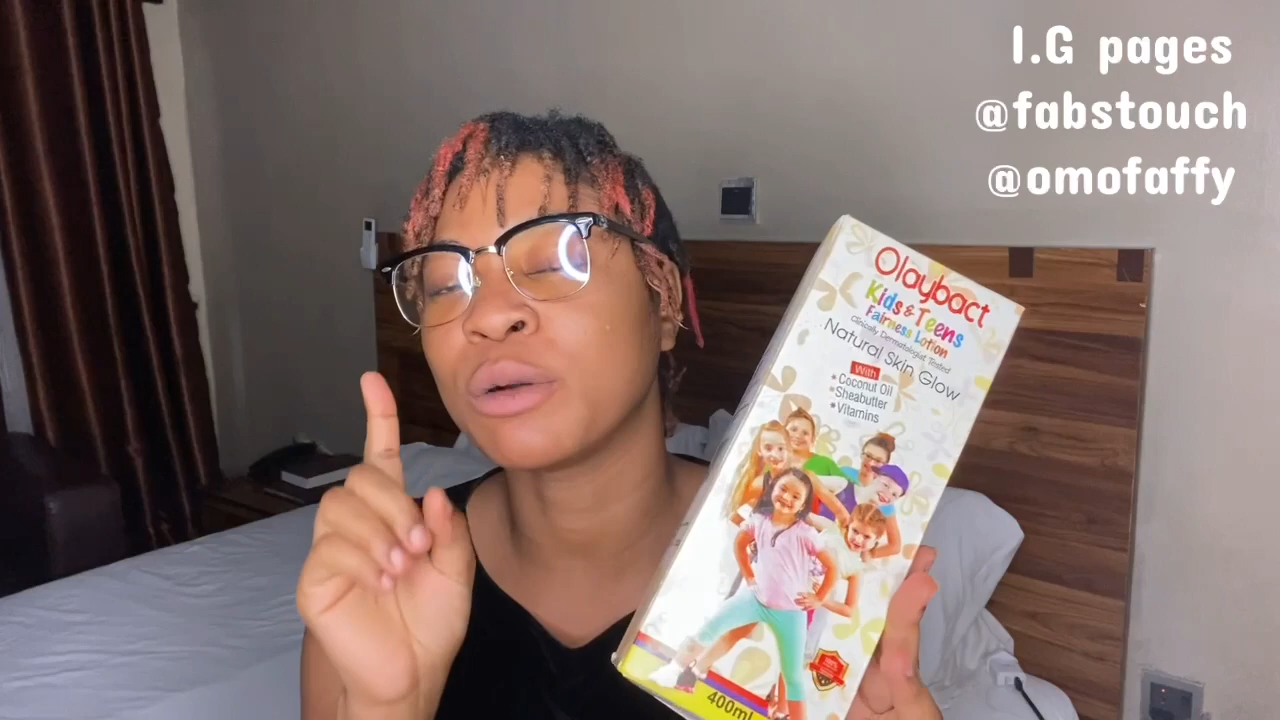 I.G pages
@fabstouch
@omofaffy
Olaybact
Kids & Teens
Fairness Lotion
Clinically Dermatologist Tested
Natural Skin Glow
With
*Coconut Oil
*Sheabutter
*Vitamins
400ml